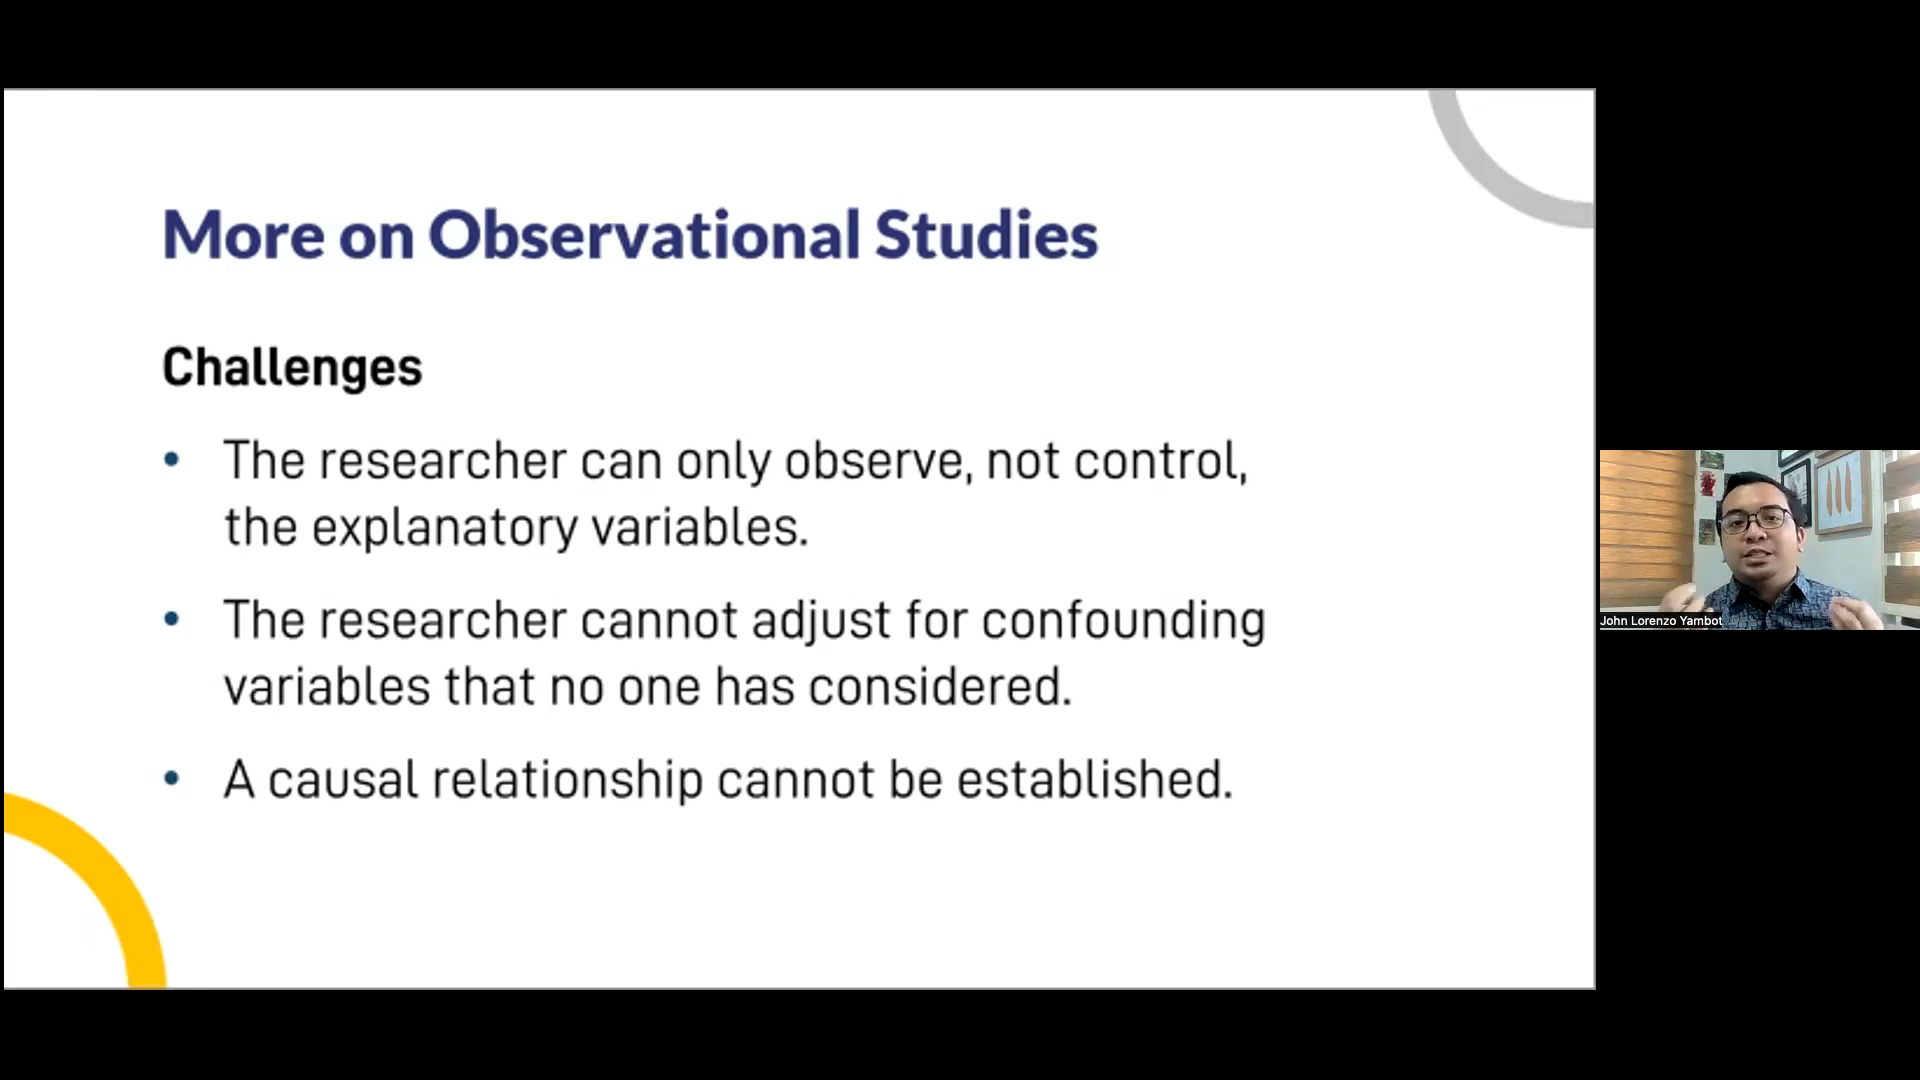 More on Observational Studies
Challenges
• The researcher can only observe, not control,
the explanatory variables.
• The researcher cannot adjust for confounding
variables that no one has considered.
• A causal relationship cannot be established.
John Lorenzo Yambot